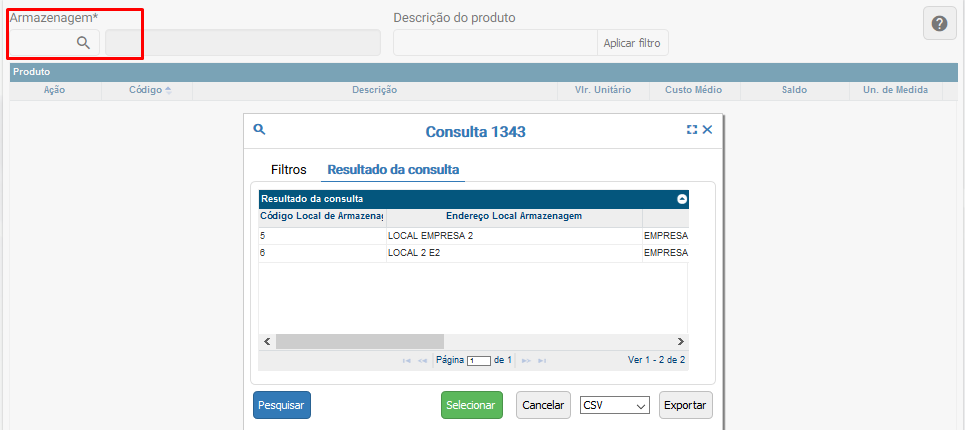 Armazenagem*
Descrição do produto
Aplicar filtro
Produto
Ação Código Descrição Vlr. Unitário Custo Médio Saldo Un. de Medida
Consulta 1343
Filtros Resultado da consulta
Resultado da consulta
Código Local de Armazenag Endereço Local Armazenagem
5 LOCAL EMPRESA 2 EMPRESA
6 LOCAL 2 E2 EMPRESA
Página 1 de 1 Ver 1 - 2 de 2
Pesquisar Selecionar Cancelar CSV Exportar